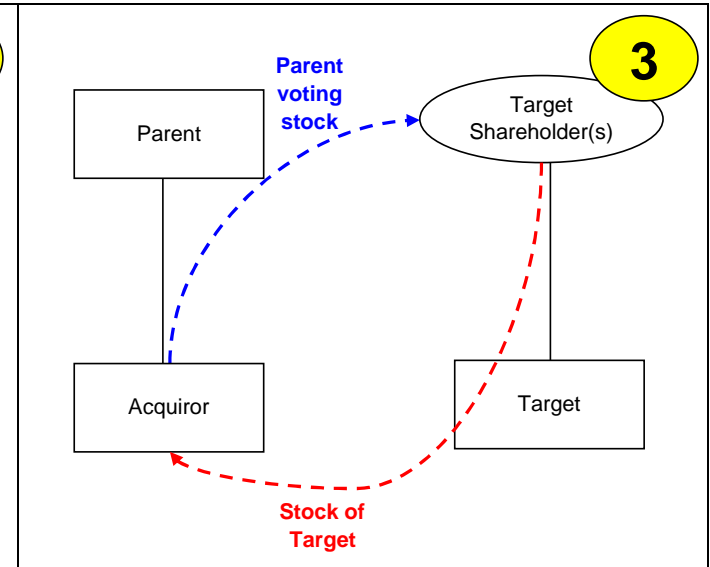 3
Parent
voting
stock
Target
Shareholder(s)
Parent
Acquiror
Target
Stock of
Target